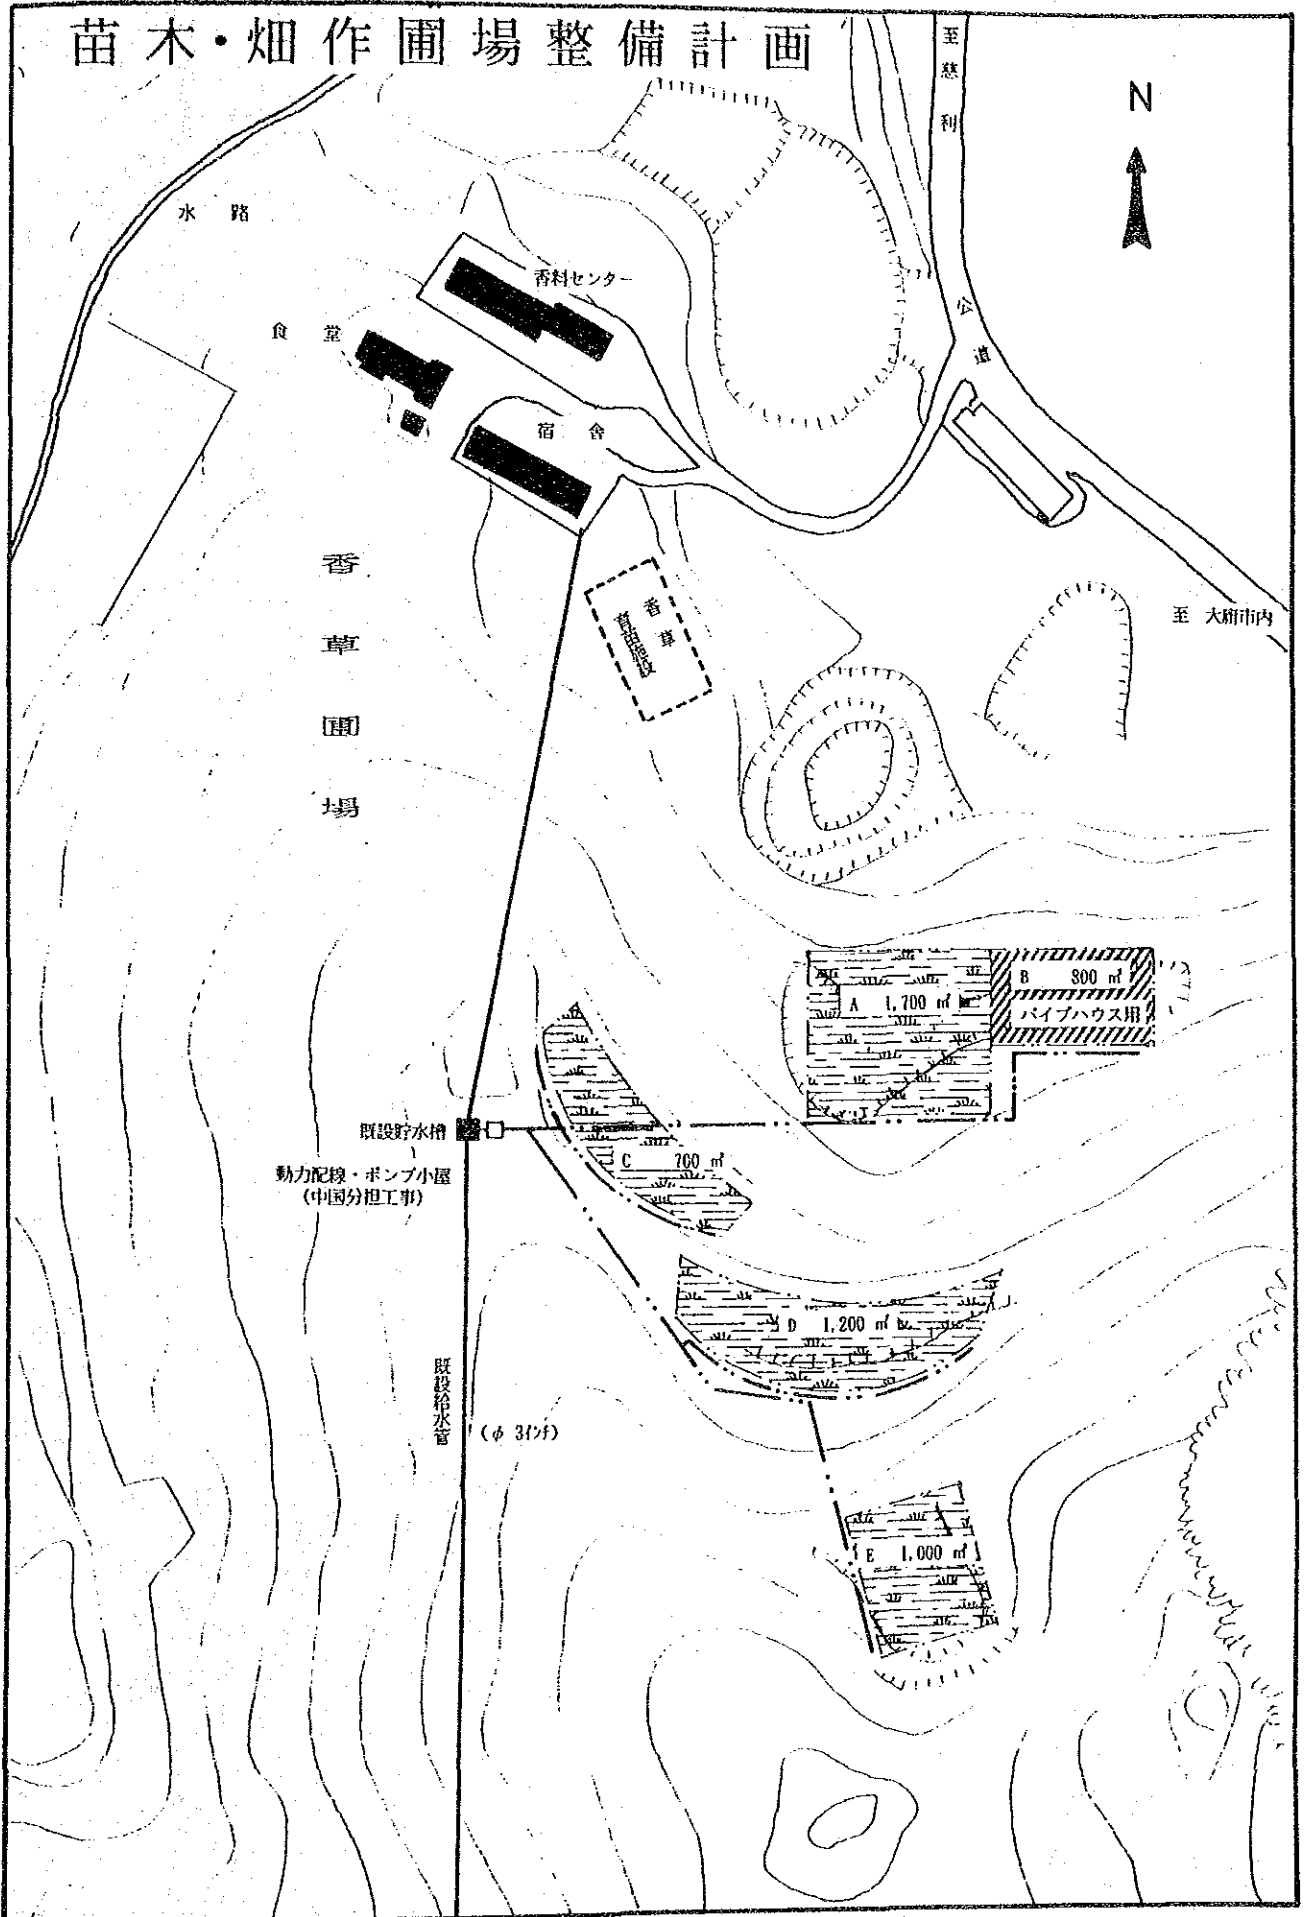 苗木・畑作圃場整備計画
至慈利
N
水路
香料センター
公道
食堂
宿舎
香草圃場
香草
育苗施設
至 大庸市内
A 1,700 ㎡
B 800 ㎡
パイプハウス用
既設貯水槽
動力配線・ポンプ小屋
(中国分担工事)
C 700 ㎡
D 1,200 ㎡
既設給水管
(φ 3インチ)
E 1,000 ㎡